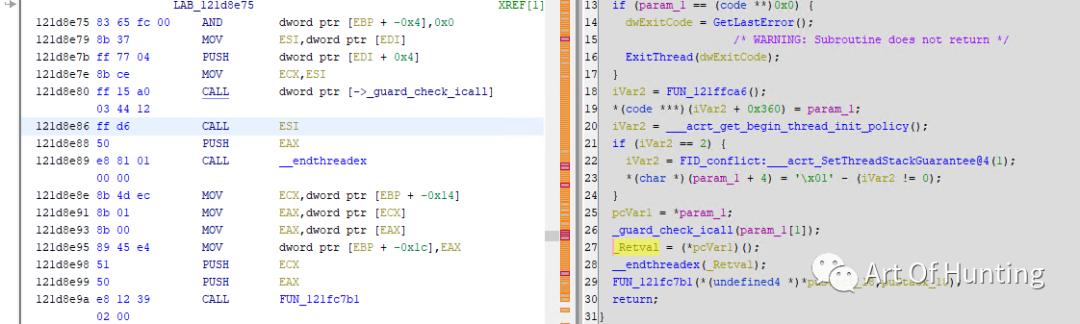 LAB_121d8e75 XREF[1]
121d8e75 83 65 fc 00 AND dword ptr [EBP + -0x4],0x0
121d8e79 8b 37 MOV ESI,dword ptr [EDI]
121d8e7b ff 77 04 PUSH dword ptr [EDI + 0x4]
121d8e7e 8b ce MOV ECX,ESI
121d8e80 ff 15 a0 CALL dword ptr [->_guard_check_icall]
03 44 12
121d8e86 ff d6 CALL ESI
121d8e88 50 PUSH EAX
121d8e89 e8 81 01 CALL __endthreadex
00 00
121d8e8e 8b 4d ec MOV ECX,dword ptr [EBP + -0x14]
121d8e91 8b 01 MOV EAX,dword ptr [ECX]
121d8e93 8b 00 MOV EAX,dword ptr [EAX]
121d8e95 89 45 e4 MOV dword ptr [EBP + -0x1c],EAX
121d8e98 51 PUSH ECX
121d8e99 50 PUSH EAX
121d8e9a e8 12 39 CALL FUN_121fc7b1
02 00
13 if (param_1 == (code **)0x0) {
14 dwExitCode = GetLastError();
15 /* WARNING: Subroutine does not return */
16 ExitThread(dwExitCode);
17 }
18 iVar2 = FUN_121ffca6();
19 *(code ***)(iVar2 + 0x360) = param_1;
20 iVar2 = ___acrt_get_begin_thread_init_policy();
21 if (iVar2 == 2) {
22 iVar2 = FID_conflict:___acrt_SetThreadStackGuarantee@4(1);
23 *(char *)(param_1 + 4) = '\x01' - (iVar2 != 0);
24 }
25 pcVar1 = *param_1;
26 _guard_check_icall(param_1[1]);
27 _Retval = (*pcVar1)();
28 __endthreadex(_Retval);
29 FUN_121fc7b1(*(undefined4 *)
30 return;
31 }
Art Of Hunting